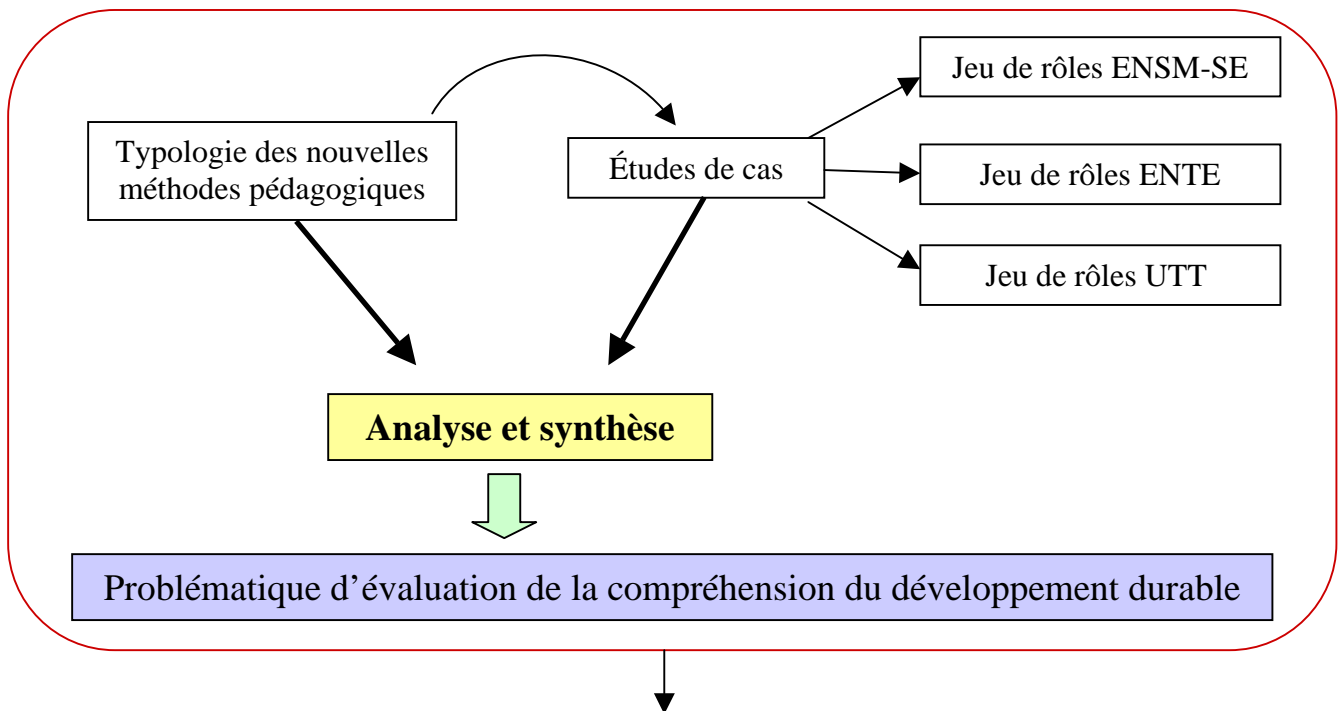 Jeu de rôles ENSM-SE
Typologie des nouvelles
méthodes pédagogiques
Études de cas
Jeu de rôles ENTE
Jeu de rôles UTT
Analyse et synthèse
Problématique d’évaluation de la compréhension du développement durable